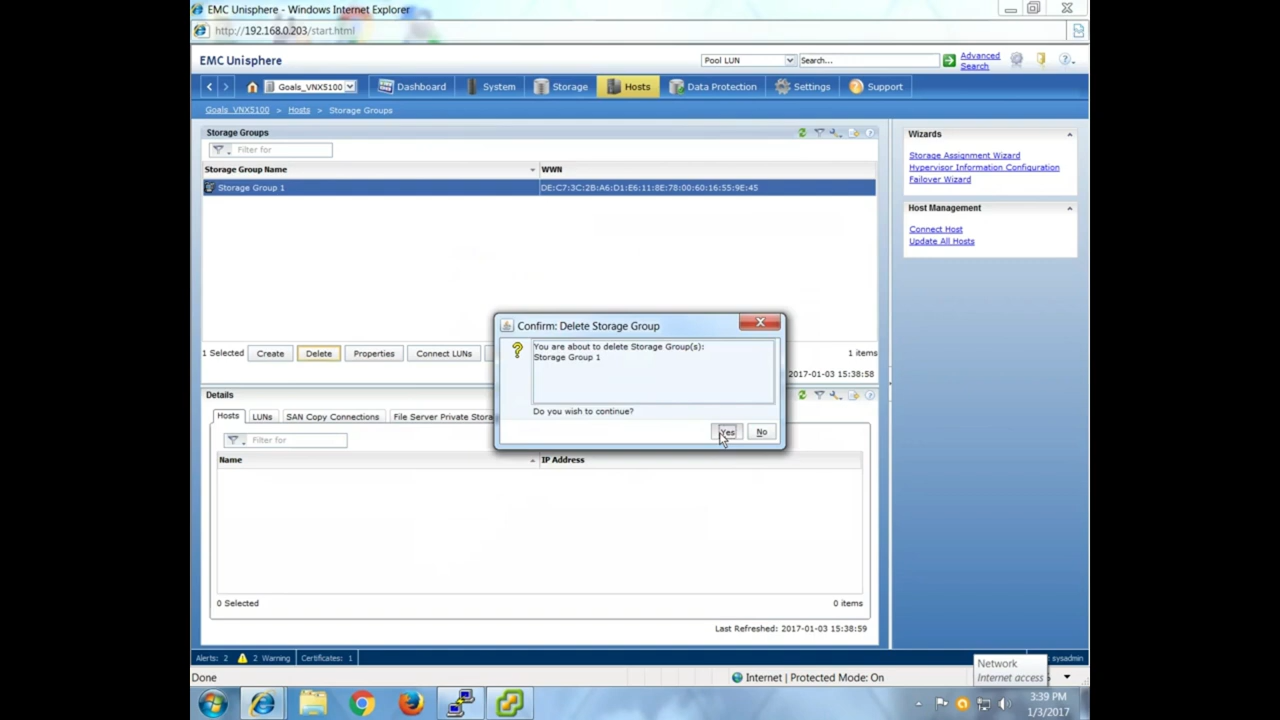 EMC Unisphere - Windows Internet Explorer
http://192.168.0.203/start.html
EMC Unisphere
Pool LUN
Search...
Advanced Search
Goals_VNX5100
Dashboard
System
Storage
Hosts
Data Protection
Settings
Support
Goals_VNX5100 > Hosts > Storage Groups
Storage Groups
Filter for
Storage Group Name
WWN
Storage Group 1
DE:C7:3C:2B:A6:D1:E6:11:8E:78:00:60:16:55:9E:45
1 Selected
Create
Delete
Properties
Connect LUNs
1 items
2017-01-03 15:38:58
Wizards
Storage Assignment Wizard
Hypervisor Information Configuration
Failover Wizard
Host Management
Connect Host
Update All Hosts
Confirm: Delete Storage Group
You are about to delete Storage Group(s):
Storage Group 1
Do you wish to continue?
Yes
No
Details
Hosts
LUNs
SAN Copy Connections
File Server Private Stora
Filter for
Name
IP Address
0 Selected
0 items
Last Refreshed: 2017-01-03 15:38:59
Alerts: 2
2 Warning
Certificates: 1
sysadmin
Network
Internet access
Done
Internet | Protected Mode: On
3:39 PM
1/3/2017